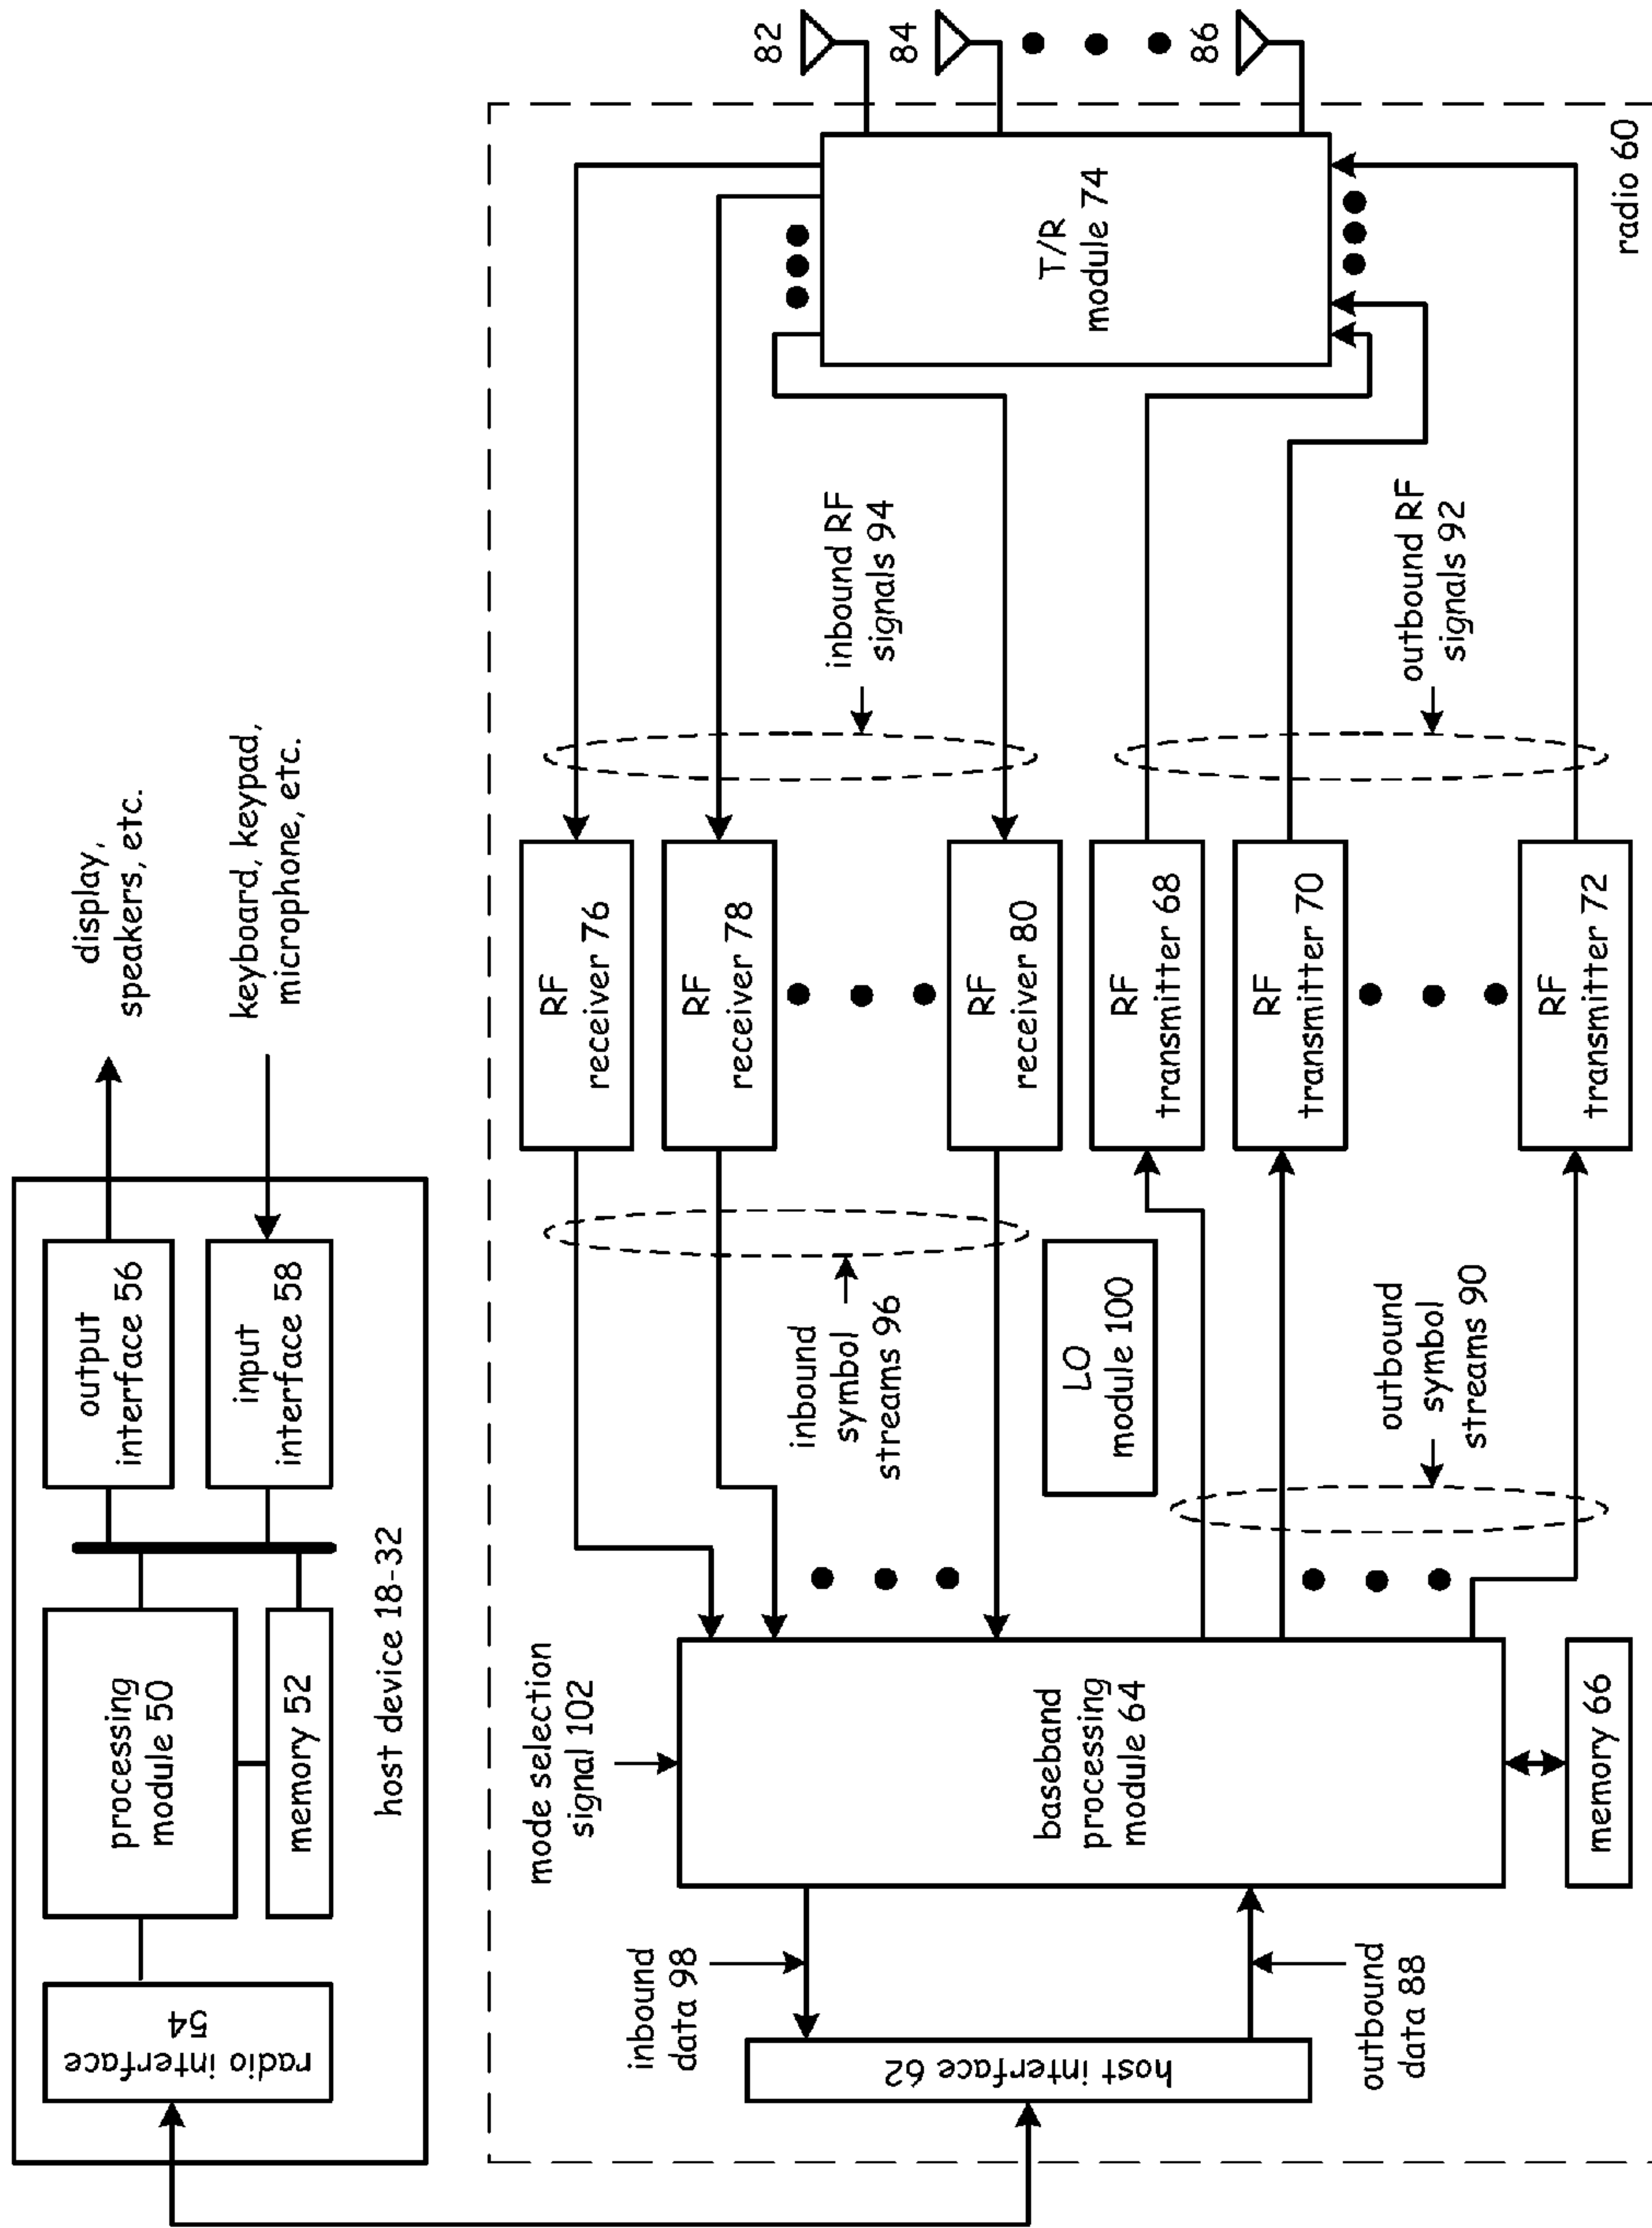 radio interface
54
processing
module 50
memory 52
output
interface 56
input
interface 58
host device 18-32
display,
speakers, etc.
keyboard, keypad,
microphone, etc.
mode selection
signal 102
inbound
data 98
host interface 62
outbound
data 88
baseband
processing
module 64
memory 66
inbound
symbol
streams 96
LO
module 100
outbound
symbol
streams 90
RF
receiver 76
RF
receiver 78
RF
receiver 80
RF
transmitter 68
RF
transmitter 70
RF
transmitter 72
inbound RF
signals 94
outbound RF
signals 92
T/R
module 74
82
84
86
radio 60